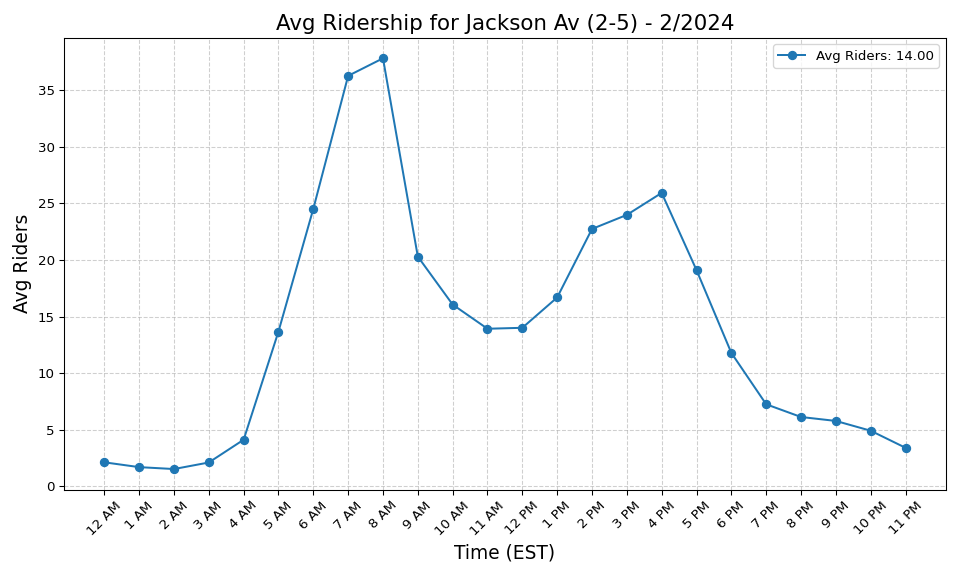 Avg Ridership for Jackson Av (2-5) - 2/2024
Avg Riders: 14.00
Avg Riders
35
30
25
20
15
10
5
0
12 AM
1 AM
2 AM
3 AM
4 AM
5 AM
6 AM
7 AM
8 AM
9 AM
10 AM
11 AM
12 PM
1 PM
2 PM
3 PM
4 PM
5 PM
6 PM
7 PM
8 PM
9 PM
10 PM
11 PM
Time (EST)